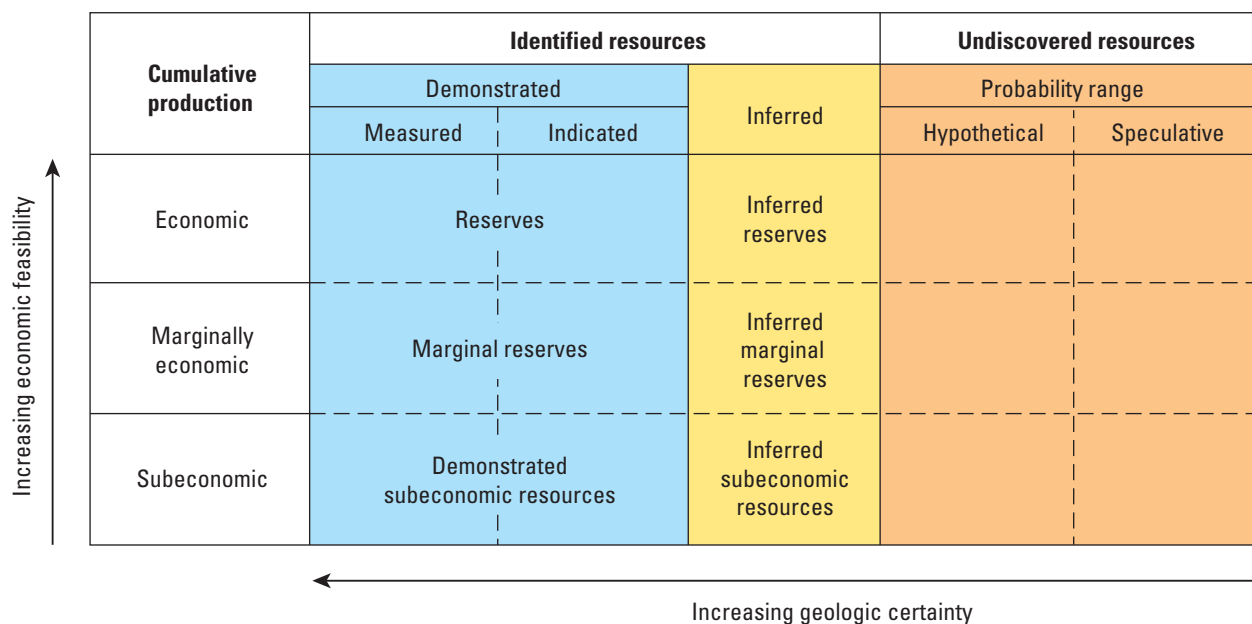 Cumulative
production
Identified resources
Undiscovered resources
Demonstrated
Inferred
Probability range
Measured
Indicated
Hypothetical
Speculative
Increasing economic feasibility
Economic
Reserves
Inferred
reserves
Marginally
economic
Marginal reserves
Inferred
marginal
reserves
Subeconomic
Demonstrated
subeconomic resources
Inferred
subeconomic
resources
Increasing geologic certainty